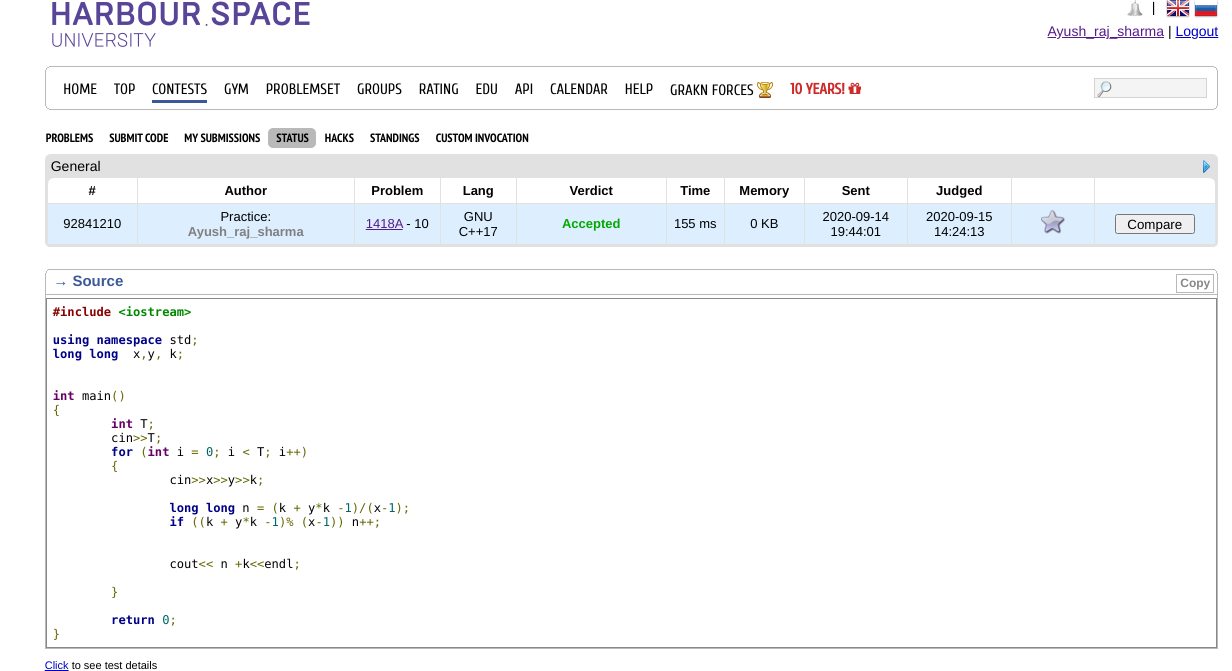 HARBOUR.SPACE
UNIVERSITY
|
Ayush_raj_sharma | Logout
HOME TOP CONTESTS GYM PROBLEMSET GROUPS RATING EDU API CALENDAR HELP GRAKN FORCES 10 YEARS!
PROBLEMS SUBMIT CODE MY SUBMISSIONS STATUS HACKS STANDINGS CUSTOM INVOCATION
General
# Author Problem Lang Verdict Time Memory Sent Judged
92841210 Practice: Ayush_raj_sharma 1418A - 10 GNU C++17 Accepted 155 ms 0 KB 2020-09-14 19:44:01 2020-09-15 14:24:13 Compare
→ Source Copy
#include <iostream>
using namespace std;
long long  x,y, k;
int main()
{
int T;
cin>>T;
for (int i = 0; i < T; i++)
{
cin>>x>>y>>k;
long long n = (k + y*k -1)/(x-1);
if ((k + y*k -1)% (x-1)) n++;
cout<< n +k<<endl;
}
return 0;
}
Click to see test details